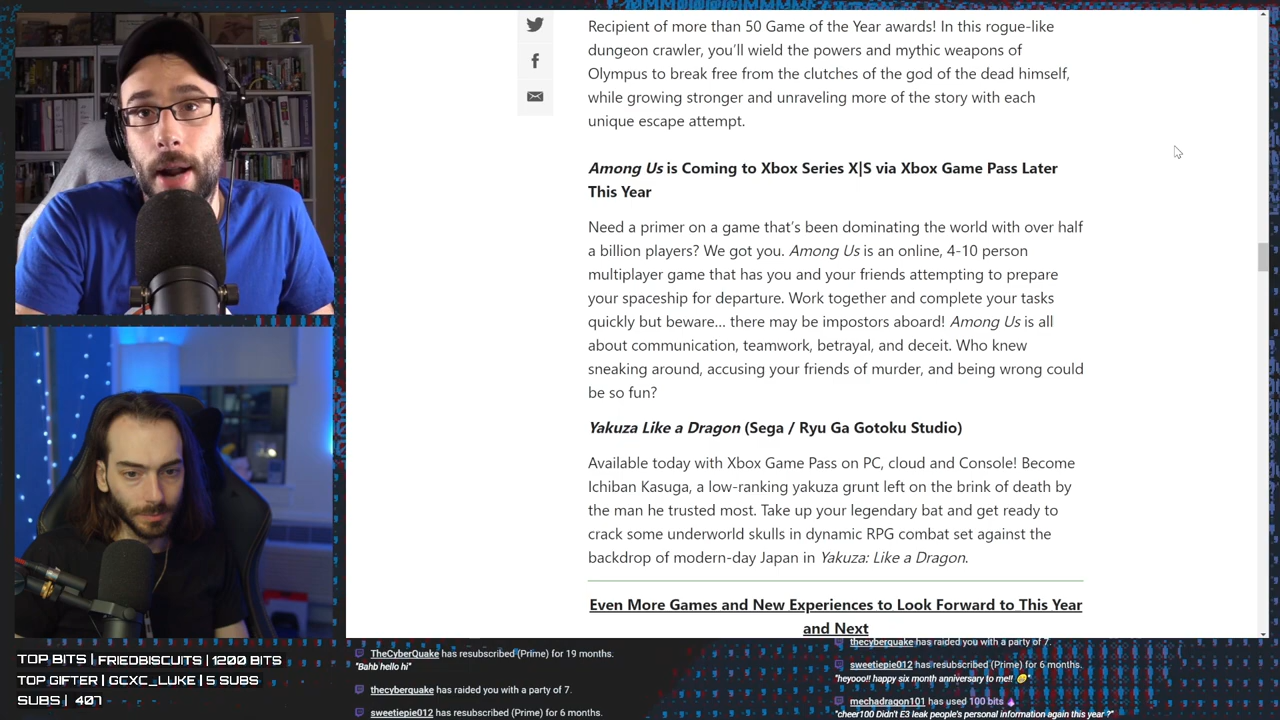 Recipient of more than 50 Game of the Year awards! In this rogue-like
dungeon crawler, you'll wield the powers and mythic weapons of
Olympus to break free from the clutches of the god of the dead himself,
while growing stronger and unraveling more of the story with each
unique escape attempt.
Among Us is Coming to Xbox Series X|S via Xbox Game Pass Later
This Year
Need a primer on a game that's been dominating the world with over half
a billion players? We got you. Among Us is an online, 4-10 person
multiplayer game that has you and your friends attempting to prepare
your spaceship for departure. Work together and complete your tasks
quickly but beware… there may be impostors aboard! Among Us is all
about communication, teamwork, betrayal, and deceit. Who knew
sneaking around, accusing your friends of murder, and being wrong could
be so fun?
Yakuza Like a Dragon (Sega / Ryu Ga Gotoku Studio)
Available today with Xbox Game Pass on PC, cloud and Console! Become
Ichiban Kasuga, a low-ranking yakuza grunt left on the brink of death by
the man he trusted most. Take up your legendary bat and get ready to
crack some underworld skulls in dynamic RPG combat set against the
backdrop of modern-day Japan in Yakuza: Like a Dragon.
Even More Games and New Experiences to Look Forward to This Year
and Next
TOP BITS | FRIEDBISCUITS | 1200 BITS
TOP GIFTER | GCXC_LUKE | 5 SUBS
SUBS | 407
TheCyberQuake has resubscribed (Prime) for 19 months.
"Bahb hello hi"
thecyberquake has raided you with a party of 7.
sweetiepie012 has resubscribed (Prime) for 6 months.
thecyberquake has raided you with a party of 7.
sweetiepie012 has resubscribed (Prime) for 6 months.
"heyooo!! happy six month anniversary to me!! "
mechadragon101 has used 100 bits
"cheer100 Didn't E3 leak people's personal information again this year ?"